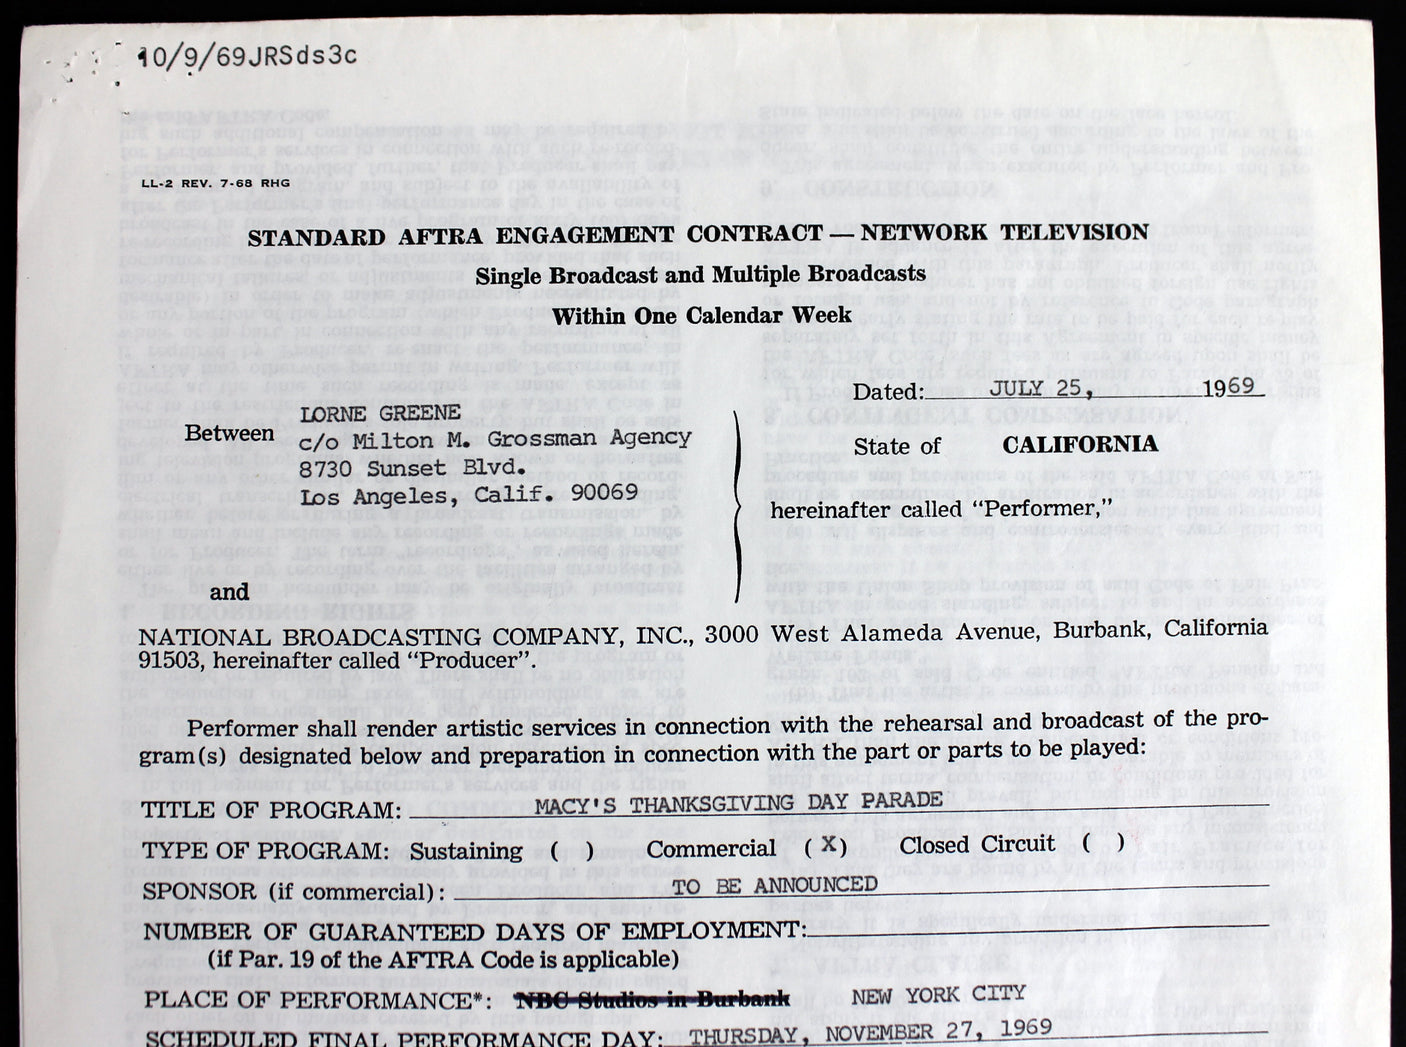 10/9/69JRSds3c
LL-2 REV. 7-68 RHG
STANDARD AFTRA ENGAGEMENT CONTRACT — NETWORK TELEVISION
Single Broadcast and Multiple Broadcasts
Within One Calendar Week
Dated: JULY 25, 1969
Between LORNE GREENE
c/o Milton M. Grossman Agency
8730 Sunset Blvd.
Los Angeles, Calif. 90069
State of CALIFORNIA
hereinafter called “Performer,”
and
NATIONAL BROADCASTING COMPANY, INC., 3000 West Alameda Avenue, Burbank, California
91503, hereinafter called “Producer”.
Performer shall render artistic services in connection with the rehearsal and broadcast of the pro-
gram(s) designated below and preparation in connection with the part or parts to be played:
TITLE OF PROGRAM: MACY'S THANKSGIVING DAY PARADE
TYPE OF PROGRAM: Sustaining ( ) Commercial (X) Closed Circuit ( )
SPONSOR (if commercial): TO BE ANNOUNCED
NUMBER OF GUARANTEED DAYS OF EMPLOYMENT:
(if Par. 19 of the AFTRA Code is applicable)
PLACE OF PERFORMANCE*: NBC Studios in Burbank NEW YORK CITY
SCHEDULED FINAL PERFORMANCE DAY: THURSDAY, NOVEMBER 27, 1969